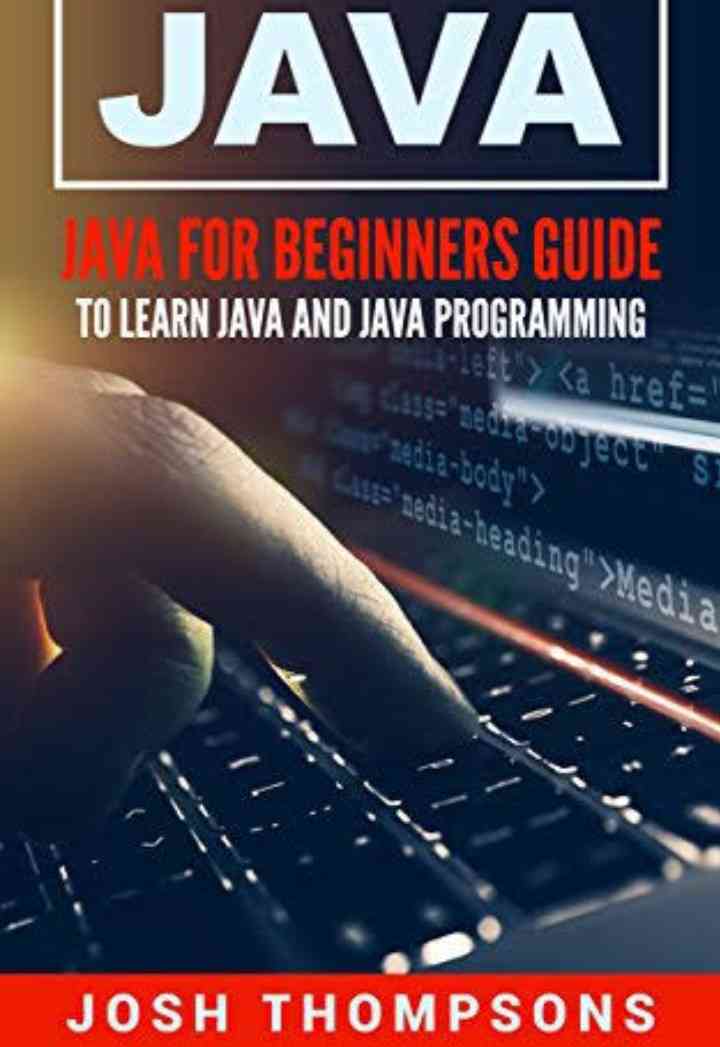 JAVA
JAVA FOR BEGINNERS GUIDE
TO LEARN JAVA AND JAVA PROGRAMMING
-left"> <a href="
class="media-object"
"media-body">
class="media-heading">Media
JOSH THOMPSONS